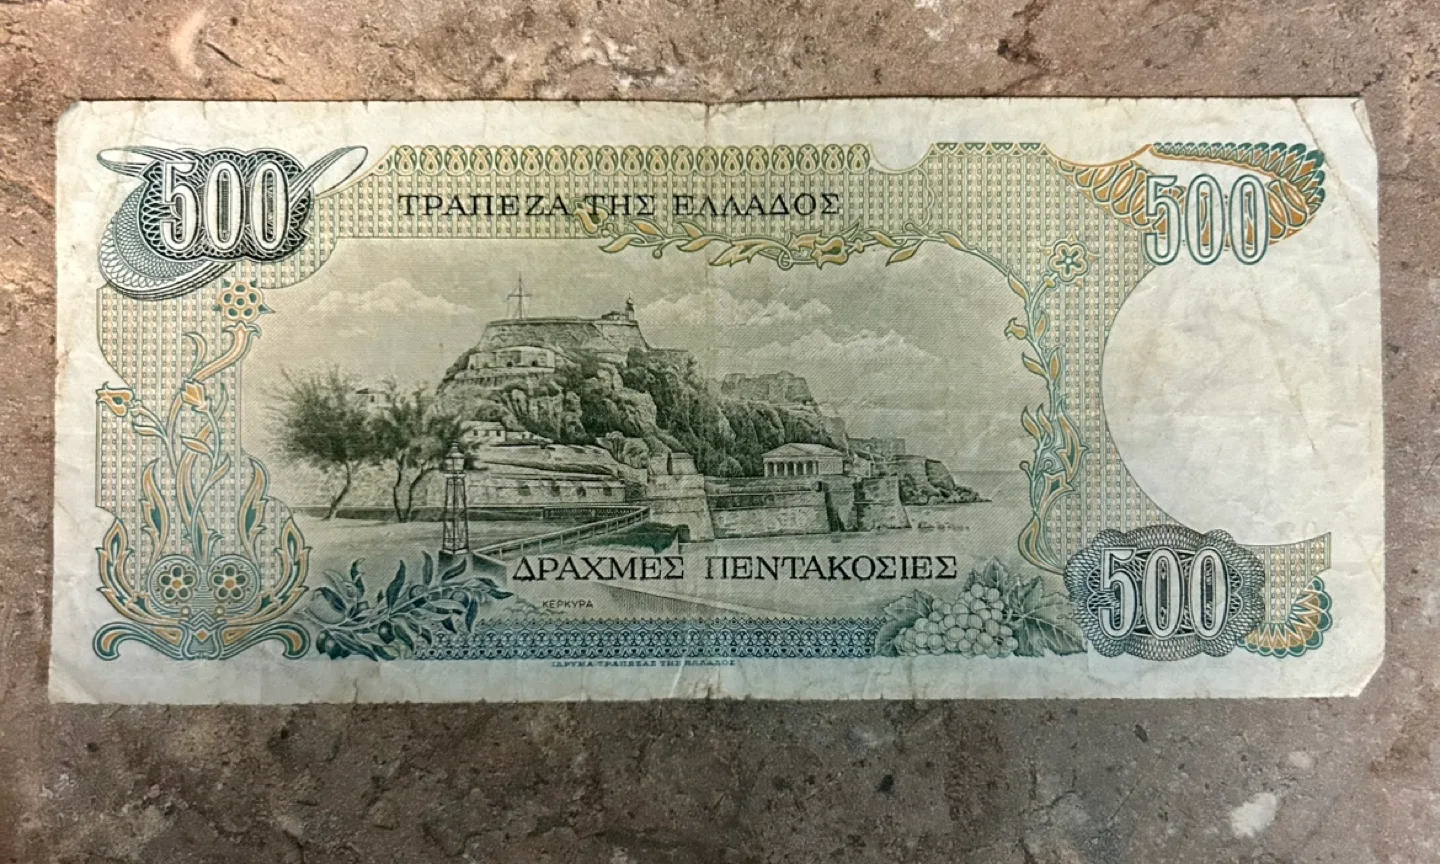 500
ΤΡΑΠΕΖΑ ΤΗΣ ΕΛΛΑΔΟΣ
500
ΔΡΑΧΜΕΣ ΠΕΝΤΑΚΟΣΙΕΣ
500
ΚΕΡΚΥΡΑ
ΙΔΡΥΜΑ ΤΡΑΠΕΖΑΣ ΤΗΣ ΕΛΛΑΔΟΣ